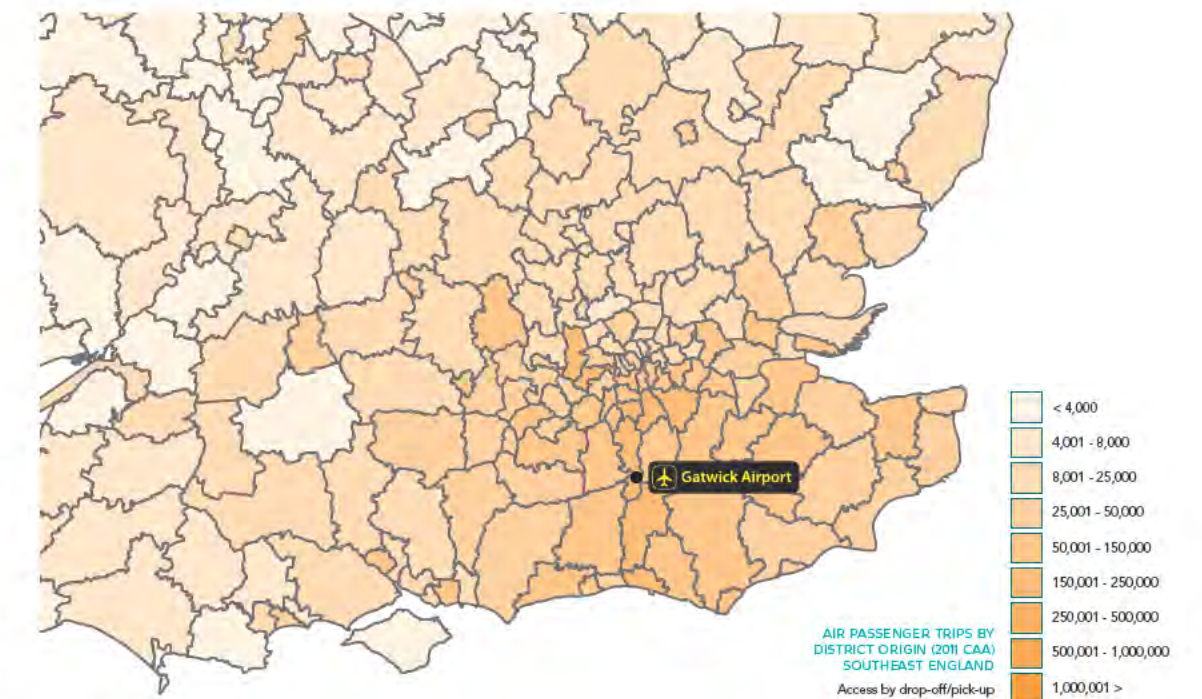 Gatwick Airport
< 4,000
4,001 - 8,000
8,001 - 25,000
25,001 - 50,000
50,001 - 150,000
150,001 - 250,000
250,001 - 500,000
500,001 - 1,000,000
1,000,001 >
AIR PASSENGER TRIPS BY
DISTRICT ORIGIN (2011 CAA)
SOUTHEAST ENGLAND
Access by drop-off/pick-up